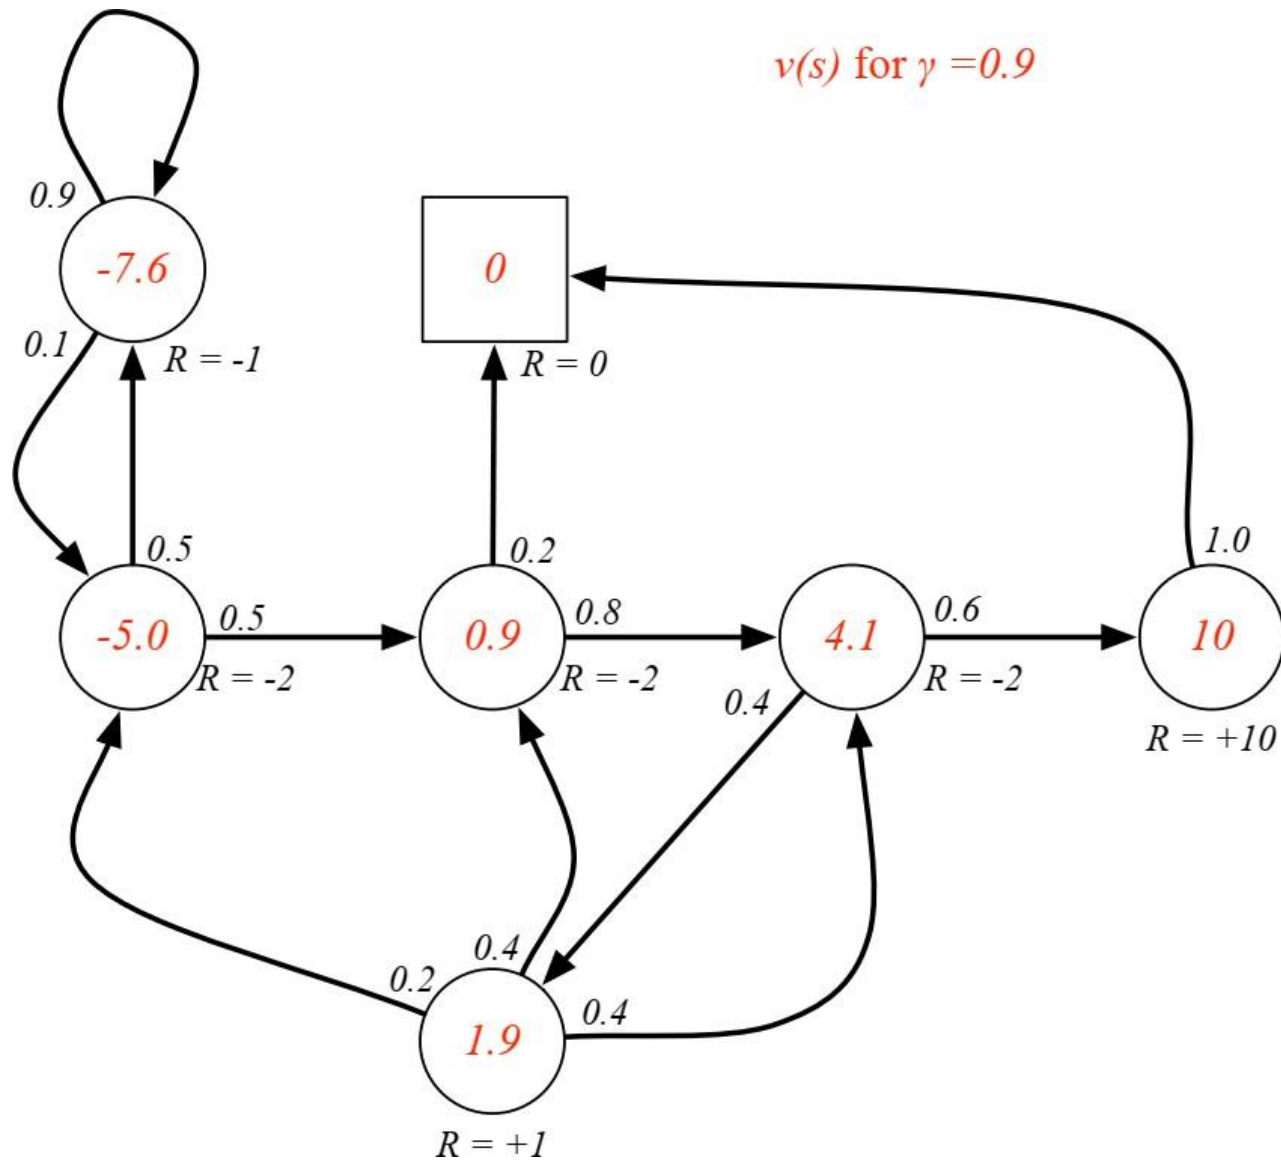 v(s) for γ =0.9
0.9
-7.6
0
0.1
R = -1
R = 0
0.5
0.2
1.0
-5.0
0.5
0.9
0.8
4.1
0.6
10
R = -2
R = -2
R = -2
0.4
R = +10
0.4
0.2
0.4
1.9
R = +1